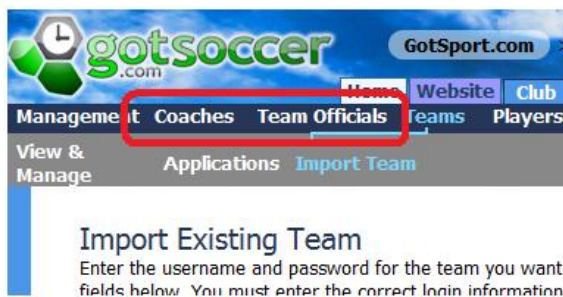 gotsoccer
.com
GotSport.com >
Home Website Club
Management Coaches Team Officials Teams Players
View &
Manage
Applications Import Team
Import Existing Team
Enter the username and password for the team you want
fields below. You must enter the correct login information